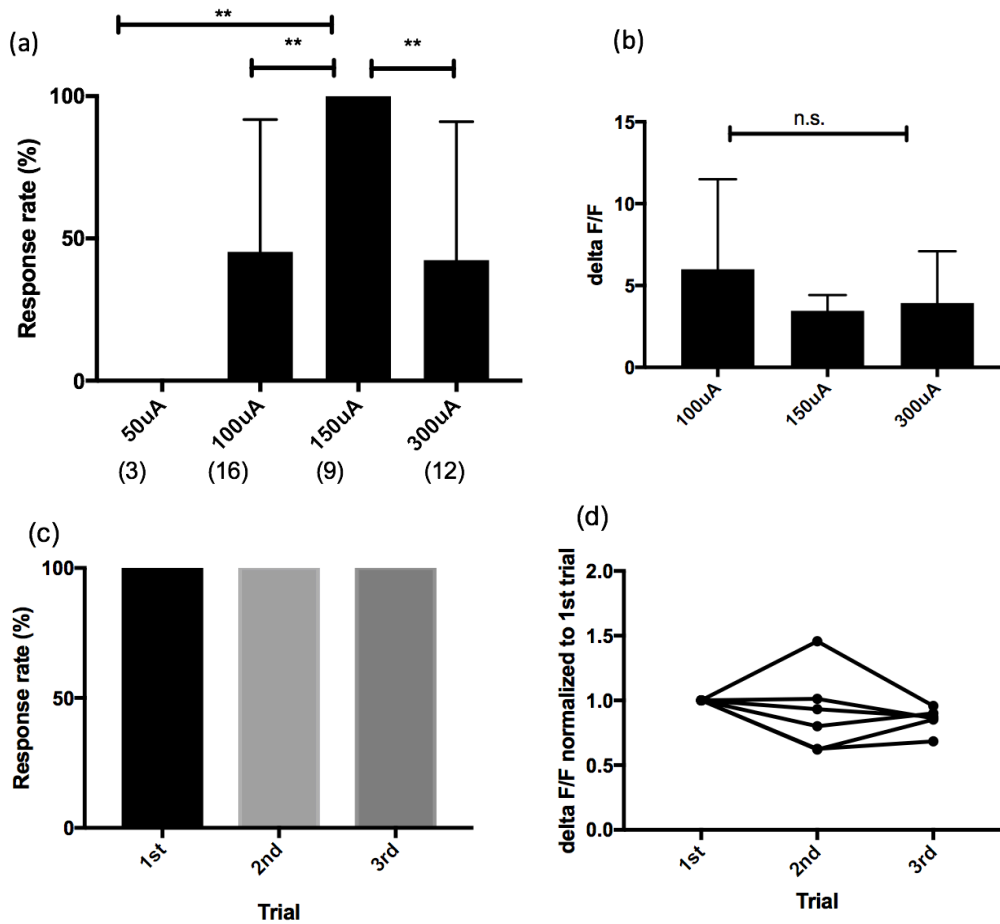 (a)
**
**
**
Response rate (%)
100
50
0
50uA
100uA
150uA
300uA
(3)
(16)
(9)
(12)
(b)
n.s.
delta F/F
15
10
5
0
100uA
150uA
300uA
(c)
Response rate (%)
100
50
0
1st
2nd
3rd
Trial
(d)
delta F/F normalized to 1st trial
2.0
1.5
1.0
0.5
0.0
1st
2nd
3rd
Trial